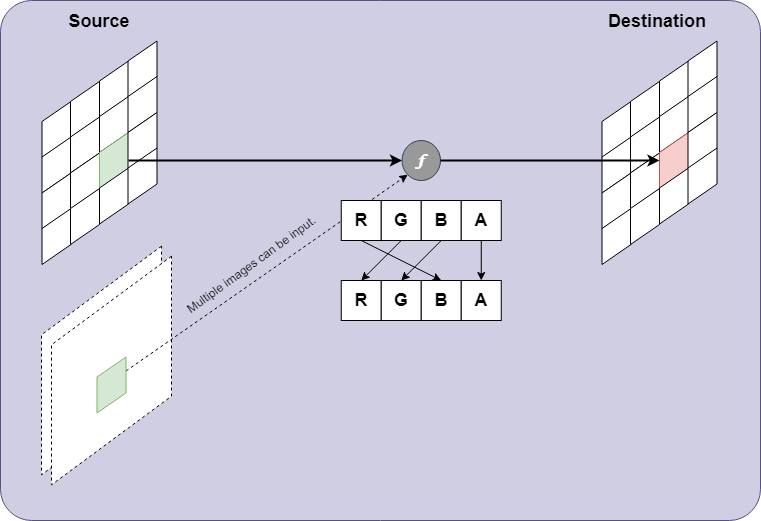 Source
Destination
f
R G B A
Multiple images can be input.
R G B A